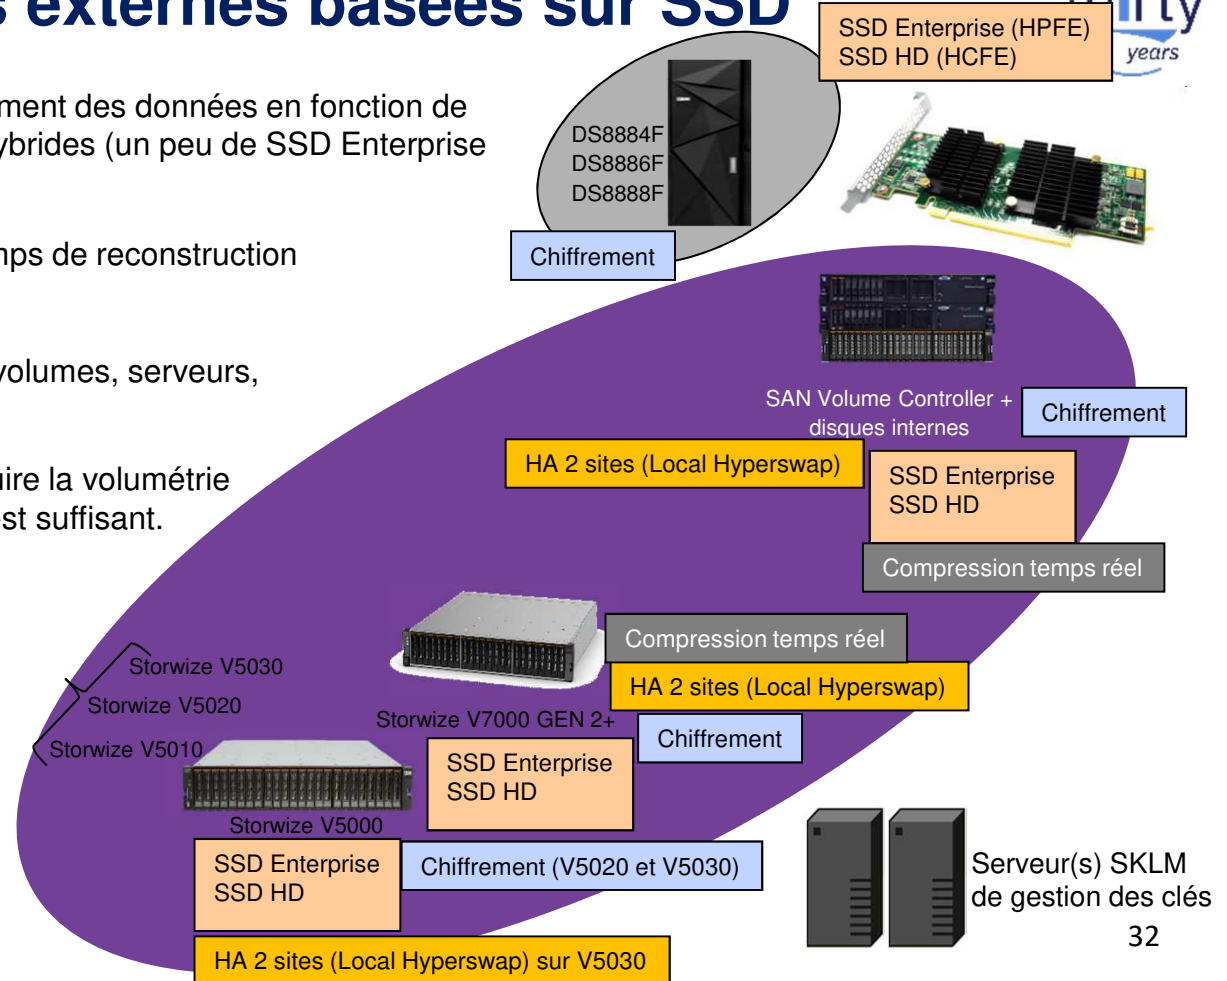 s externes basées sur SSD
years
SSD Enterprise (HPFE)
SSD HD (HCFE)
ment des données en fonction de
ybrides (un peu de SSD Enterprise
DS8884F
DS8886F
DS8888F
Chiffrement
nps de reconstruction
volumes, serveurs,
SAN Volume Controller +
disques internes
Chiffrement
HA 2 sites (Local Hyperswap)
SSD Enterprise
SSD HD
uire la volumétrie
est suffisant.
Compression temps réel
Compression temps réel
HA 2 sites (Local Hyperswap)
Storwize V5030
Storwize V5020
Storwize V5010
Storwize V7000 GEN 2+
Chiffrement
SSD Enterprise
SSD HD
Storwize V5000
SSD Enterprise
SSD HD
Chiffrement (V5020 et V5030)
HA 2 sites (Local Hyperswap) sur V5030
Serveur(s) SKLM
de gestion des clés
32